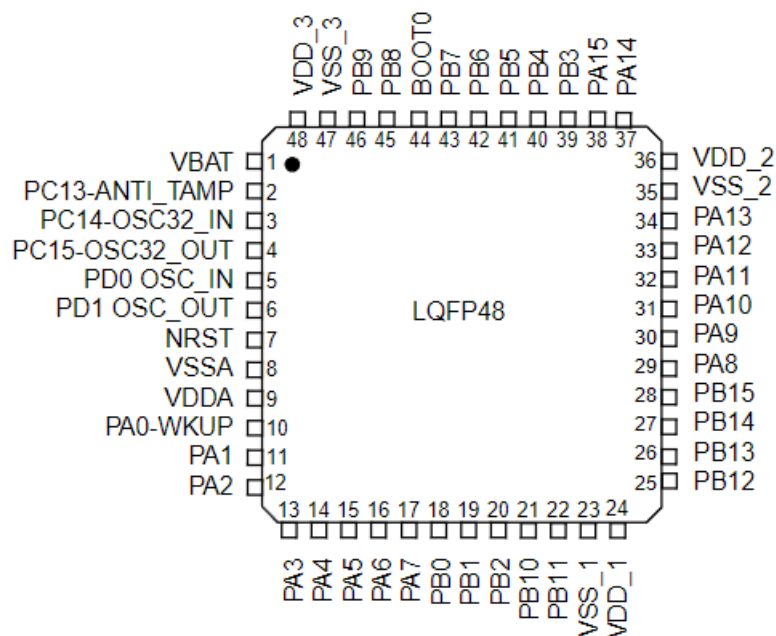 VDD_3
VSS_3
PB9
PB8
BOOT0
PB7
PB6
PB5
PB4
PB3
PA15
PA14
48 47 46 45 44 43 42 41 40 39 38 37
VBAT 1
PC13-ANTI_TAMP 2
PC14-OSC32_IN 3
PC15-OSC32_OUT 4
PD0 OSC_IN 5
PD1 OSC_OUT 6
NRST 7
VSSA 8
VDDA 9
PA0-WKUP 10
PA1 11
PA2 12
LQFP48
36 VDD_2
35 VSS_2
34 PA13
33 PA12
32 PA11
31 PA10
30 PA9
29 PA8
28 PB15
27 PB14
26 PB13
25 PB12
13 14 15 16 17 18 19 20 21 22 23 24
PA3
PA4
PA5
PA6
PA7
PB0
PB1
PB2
PB10
PB11
VSS_1
VDD_1